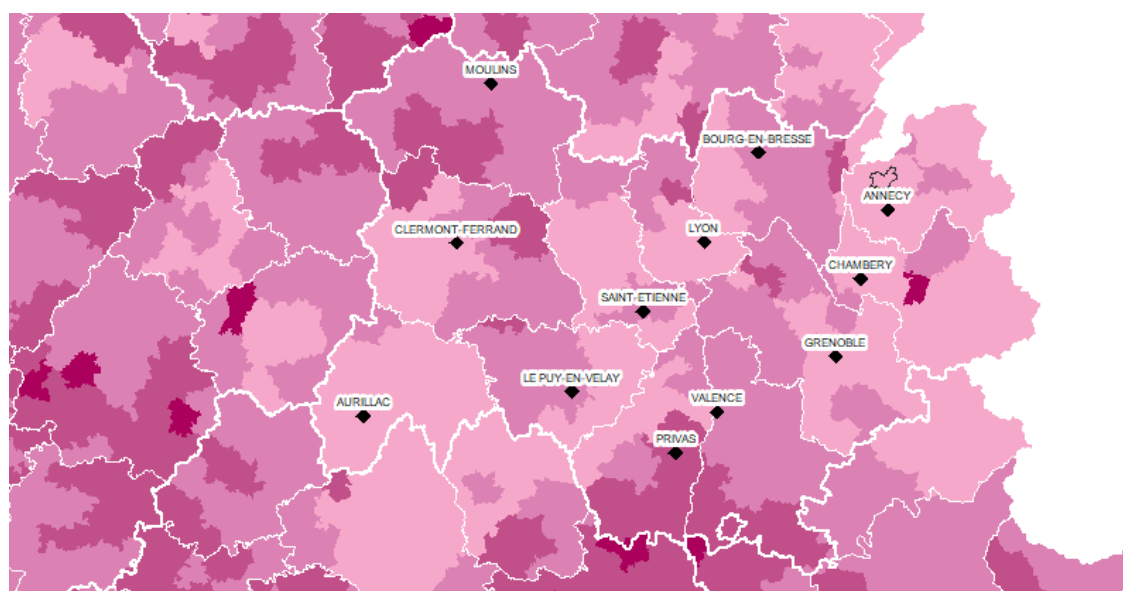 MOULINS
BOURG-EN-BRESSE
ANNECY
CLERMONT-FERRAND
LYON
CHAMBERY
SAINT-ETIENNE
GRENOBLE
LE PUY-EN-VELAY
AURILLAC
VALENCE
PRIVAS